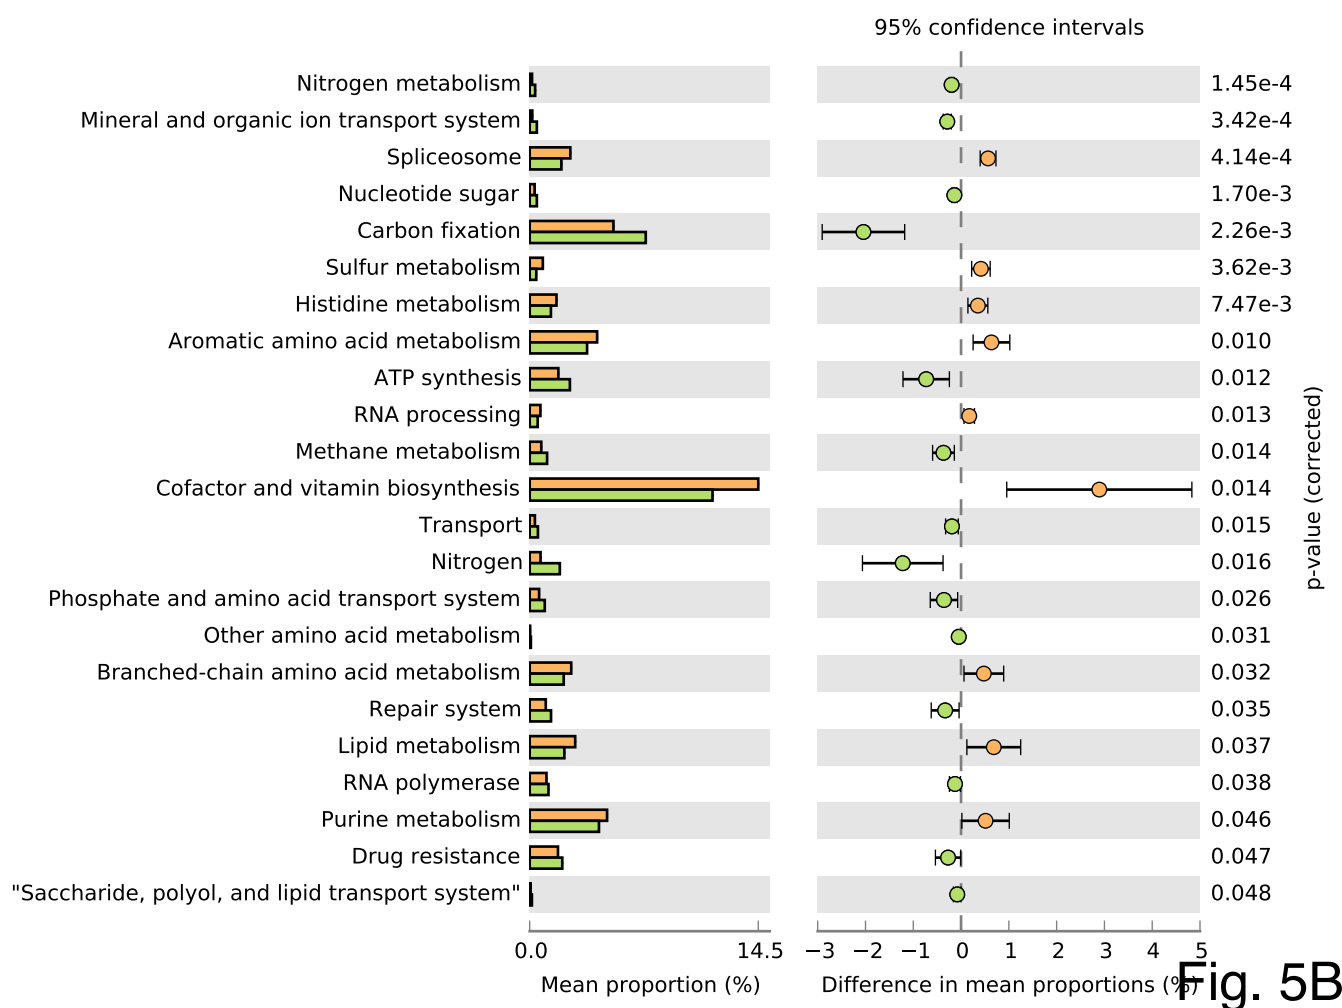 95% confidence intervals
Nitrogen metabolism 1.45e-4
Mineral and organic ion transport system 3.42e-4
Spliceosome 4.14e-4
Nucleotide sugar 1.70e-3
Carbon fixation 2.26e-3
Sulfur metabolism 3.62e-3
Histidine metabolism 7.47e-3
Aromatic amino acid metabolism 0.010
ATP synthesis 0.012
RNA processing 0.013
Methane metabolism 0.014
Cofactor and vitamin biosynthesis 0.014
Transport 0.015
Nitrogen 0.016
Phosphate and amino acid transport system 0.026
Other amino acid metabolism 0.031
Branched-chain amino acid metabolism 0.032
Repair system 0.035
Lipid metabolism 0.037
RNA polymerase 0.038
Purine metabolism 0.046
Drug resistance 0.047
"Saccharide, polyol, and lipid transport system" 0.048
p-value (corrected)
0.0 14.5 −3 −2 −1 0 1 2 3 4 5
Mean proportion (%) Difference in mean proportions (%)
Fig. 5B